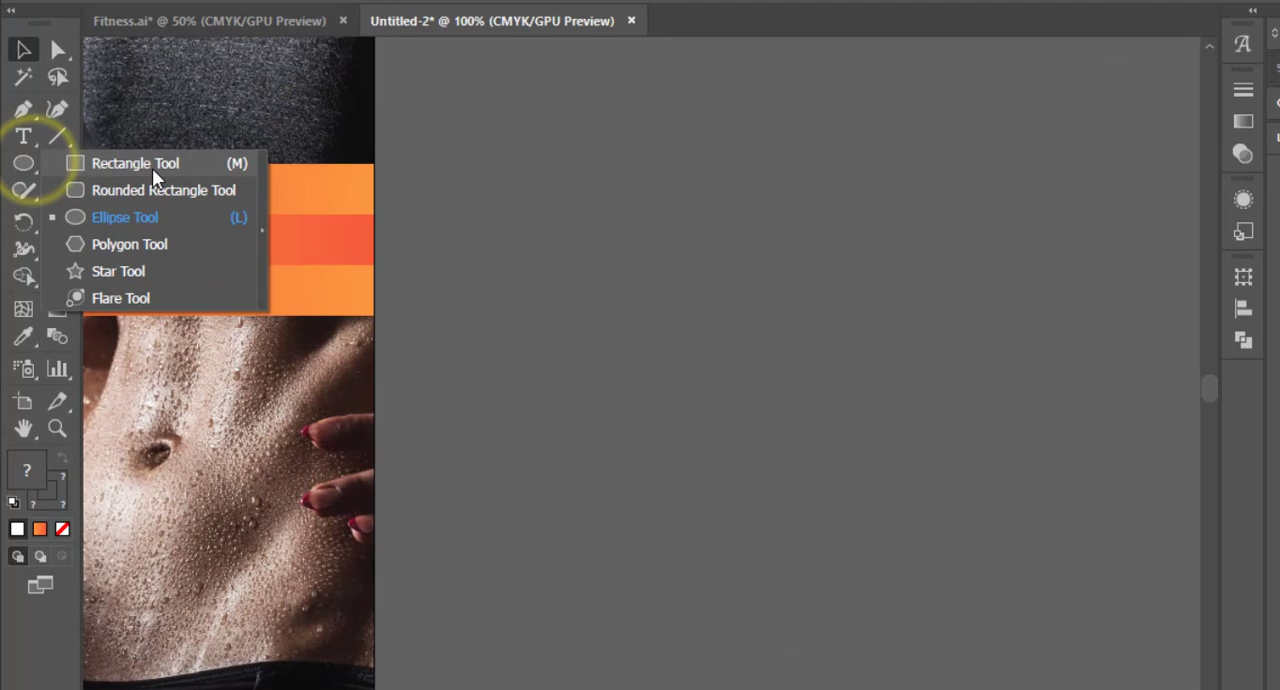 Fitness.ai* @ 50% (CMYK/GPU Preview) × Untitled-2* @ 100% (CMYK/GPU Preview) ×
Rectangle Tool (M)
Rounded Rectangle Tool
Ellipse Tool (L)
Polygon Tool
Star Tool
Flare Tool
?
?
? ?